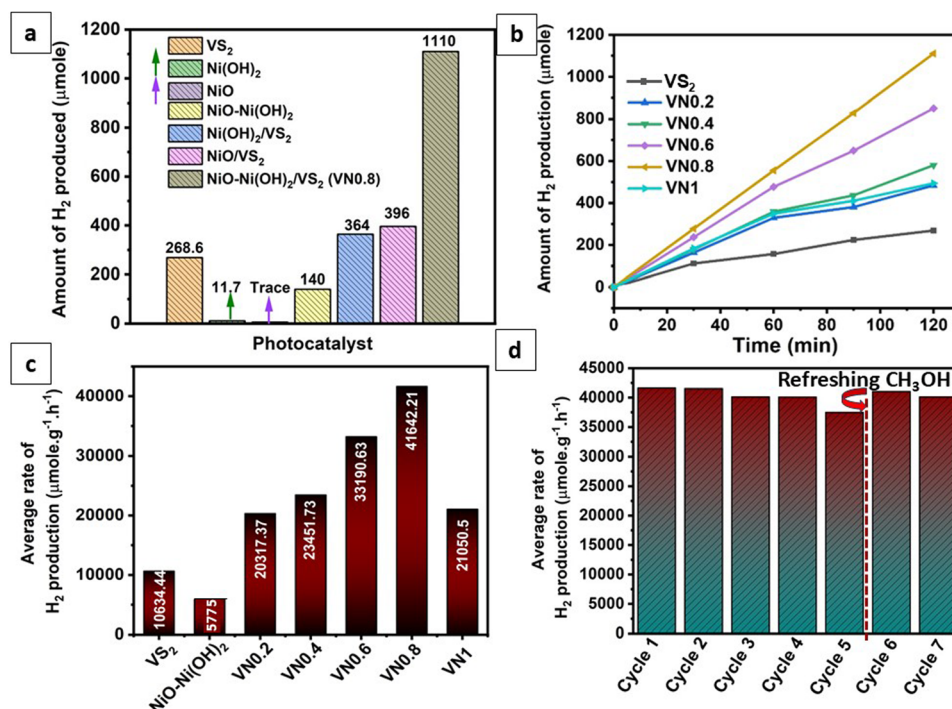 a
Amount of H2 produced (μmole)
1200
1000
800
600
400
200
0
VS2
Ni(OH)2
NiO
NiO-Ni(OH)2
Ni(OH)2/VS2
NiO/VS2
NiO-Ni(OH)2/VS2 (VN0.8)
268.6
11.7
Trace
140
364
396
1110
Photocatalyst
b
Amount of H2 production (μmole)
1200
1000
800
600
400
200
0
VS2
VN0.2
VN0.4
VN0.6
VN0.8
VN1
0 20 40 60 80 100 120
Time (min)
c
Average rate of
H2 production (μmole.g-1.h-1)
40000
30000
20000
10000
0
10634.44
5775
20317.37
23451.73
33190.63
41642.21
21050.5
VS2
NiO-Ni(OH)2
VN0.2
VN0.4
VN0.6
VN0.8
VN1
d
Average rate of
H2 production (μmole.g-1.h-1)
45000
40000
35000
30000
25000
20000
15000
10000
5000
0
Refreshing CH3OH
Cycle 1
Cycle 2
Cycle 3
Cycle 4
Cycle 5
Cycle 6
Cycle 7